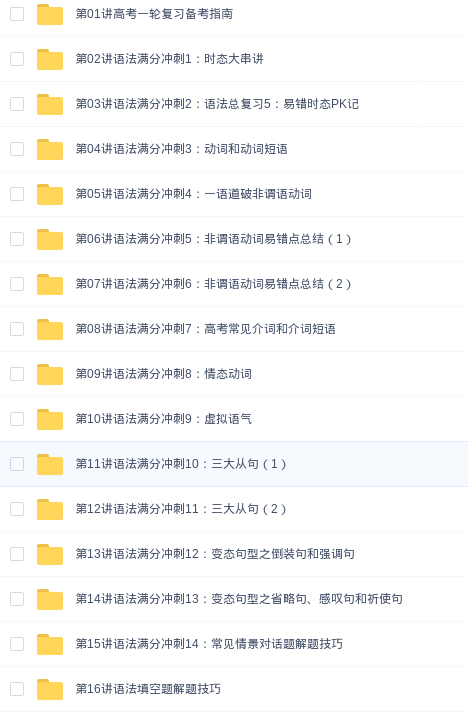 第01讲高考一轮复习备考指南
第02讲语法满分冲刺1：时态大串讲
第03讲语法满分冲刺2：语法总复习5：易错时态PK记
第04讲语法满分冲刺3：动词和动词短语
第05讲语法满分冲刺4：一语道破非谓语动词
第06讲语法满分冲刺5：非谓语动词易错点总结（1）
第07讲语法满分冲刺6：非谓语动词易错点总结（2）
第08讲语法满分冲刺7：高考常见介词和介词短语
第09讲语法满分冲刺8：情态动词
第10讲语法满分冲刺9：虚拟语气
第11讲语法满分冲刺10：三大从句（1）
第12讲语法满分冲刺11：三大从句（2）
第13讲语法满分冲刺12：变态句型之倒装句和强调句
第14讲语法满分冲刺13：变态句型之省略句、感叹句和祈使句
第15讲语法满分冲刺14：常见情景对话题解题技巧
第16讲语法填空题解题技巧